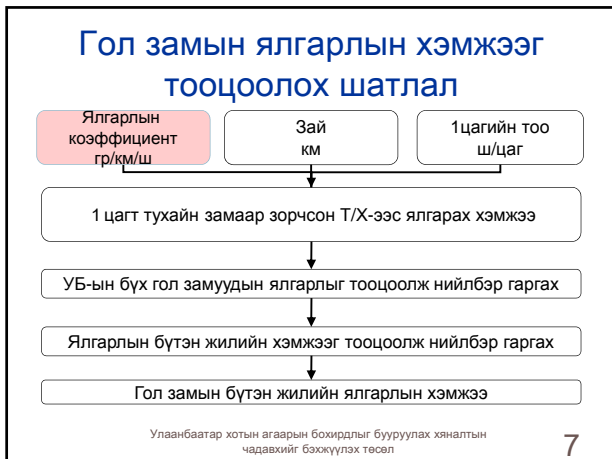 Гол замын ялгарлын хэмжээг
тооцоолох шатлал
Ялгарлын
коэффициент
гр/км/ш
Зай
км
1цагийн тоо
ш/цаг
1 цагт тухайн замаар зорчсон Т/Х-ээс ялгарах хэмжээ
УБ-ын бүх гол замуудын ялгарлыг тооцоолж нийлбэр гаргах
Ялгарлын бүтэн жилийн хэмжээг тооцоолж нийлбэр гаргах
Гол замын бүтэн жилийн ялгарлын хэмжээ
Улаанбаатар хотын агаарын бохирдлыг бууруулах хяналтын
чадавхийг бэхжүүлэх төсөл
7